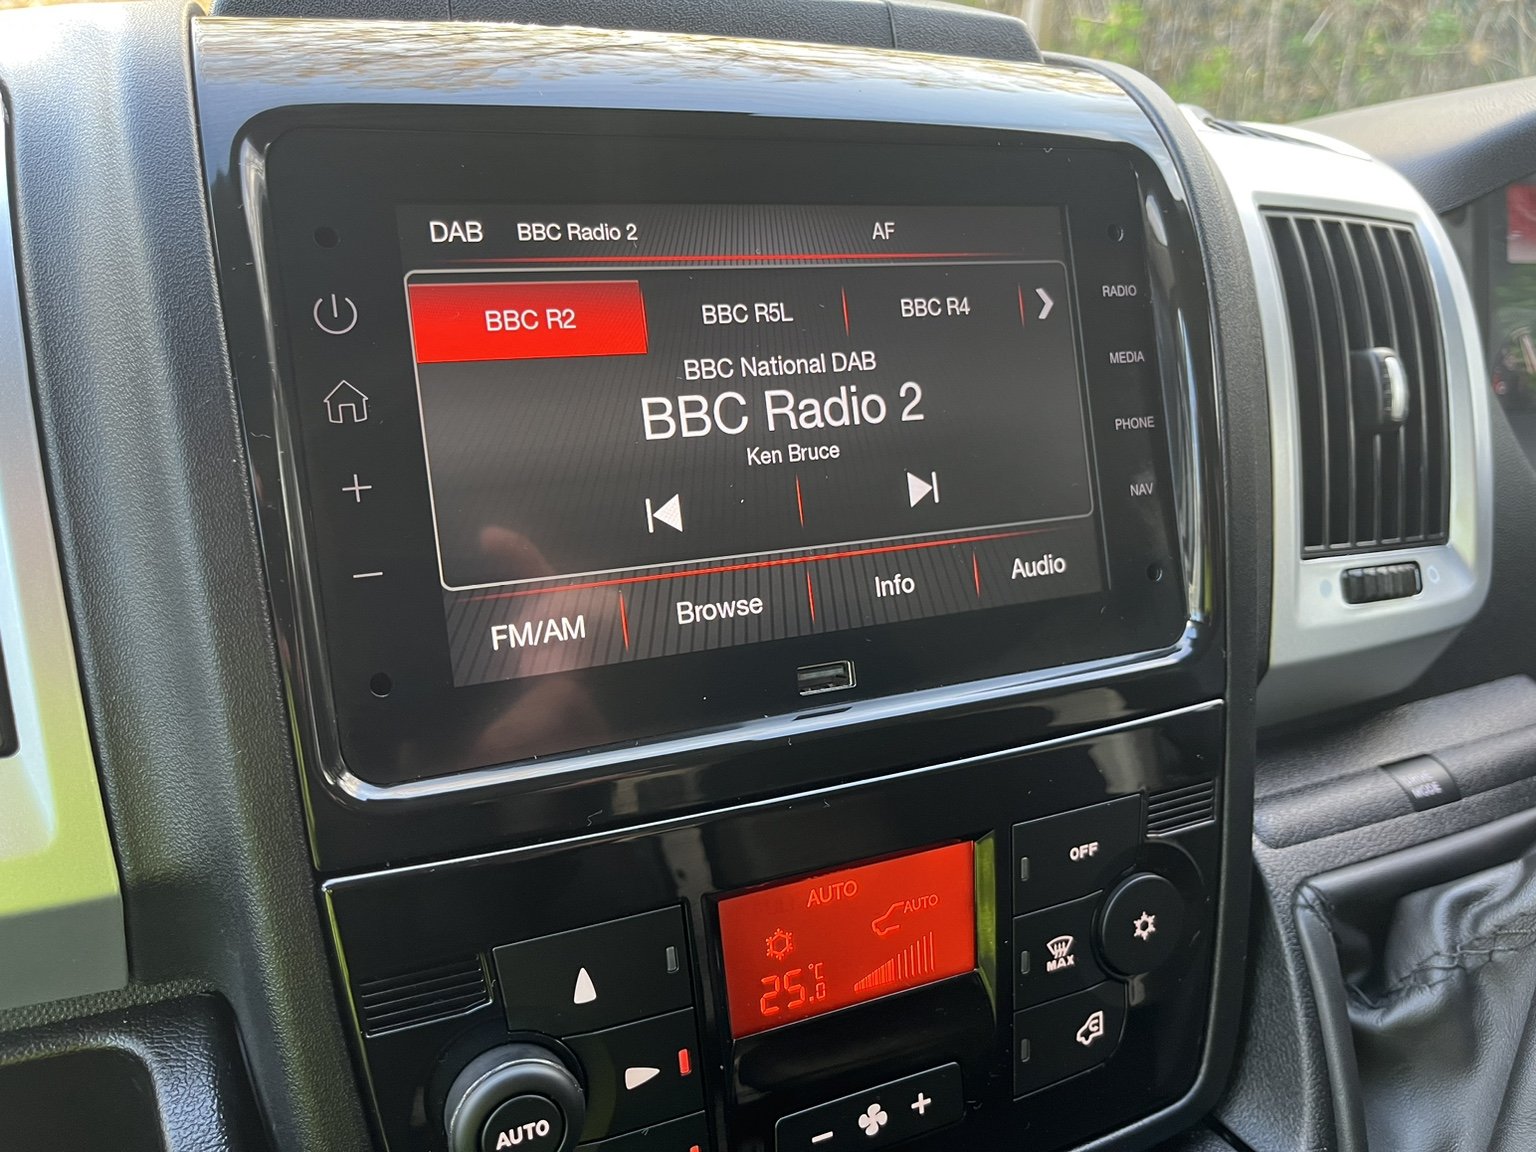 DAB BBC Radio 2 AF
BBC R2 BBC R5L BBC R4
RADIO
BBC National DAB
MEDIA
BBC Radio 2
PHONE
Ken Bruce
NAV
FM/AM Browse Info Audio
OFF
AUTO
AUTO
MAX
25.0 °C
AUTO